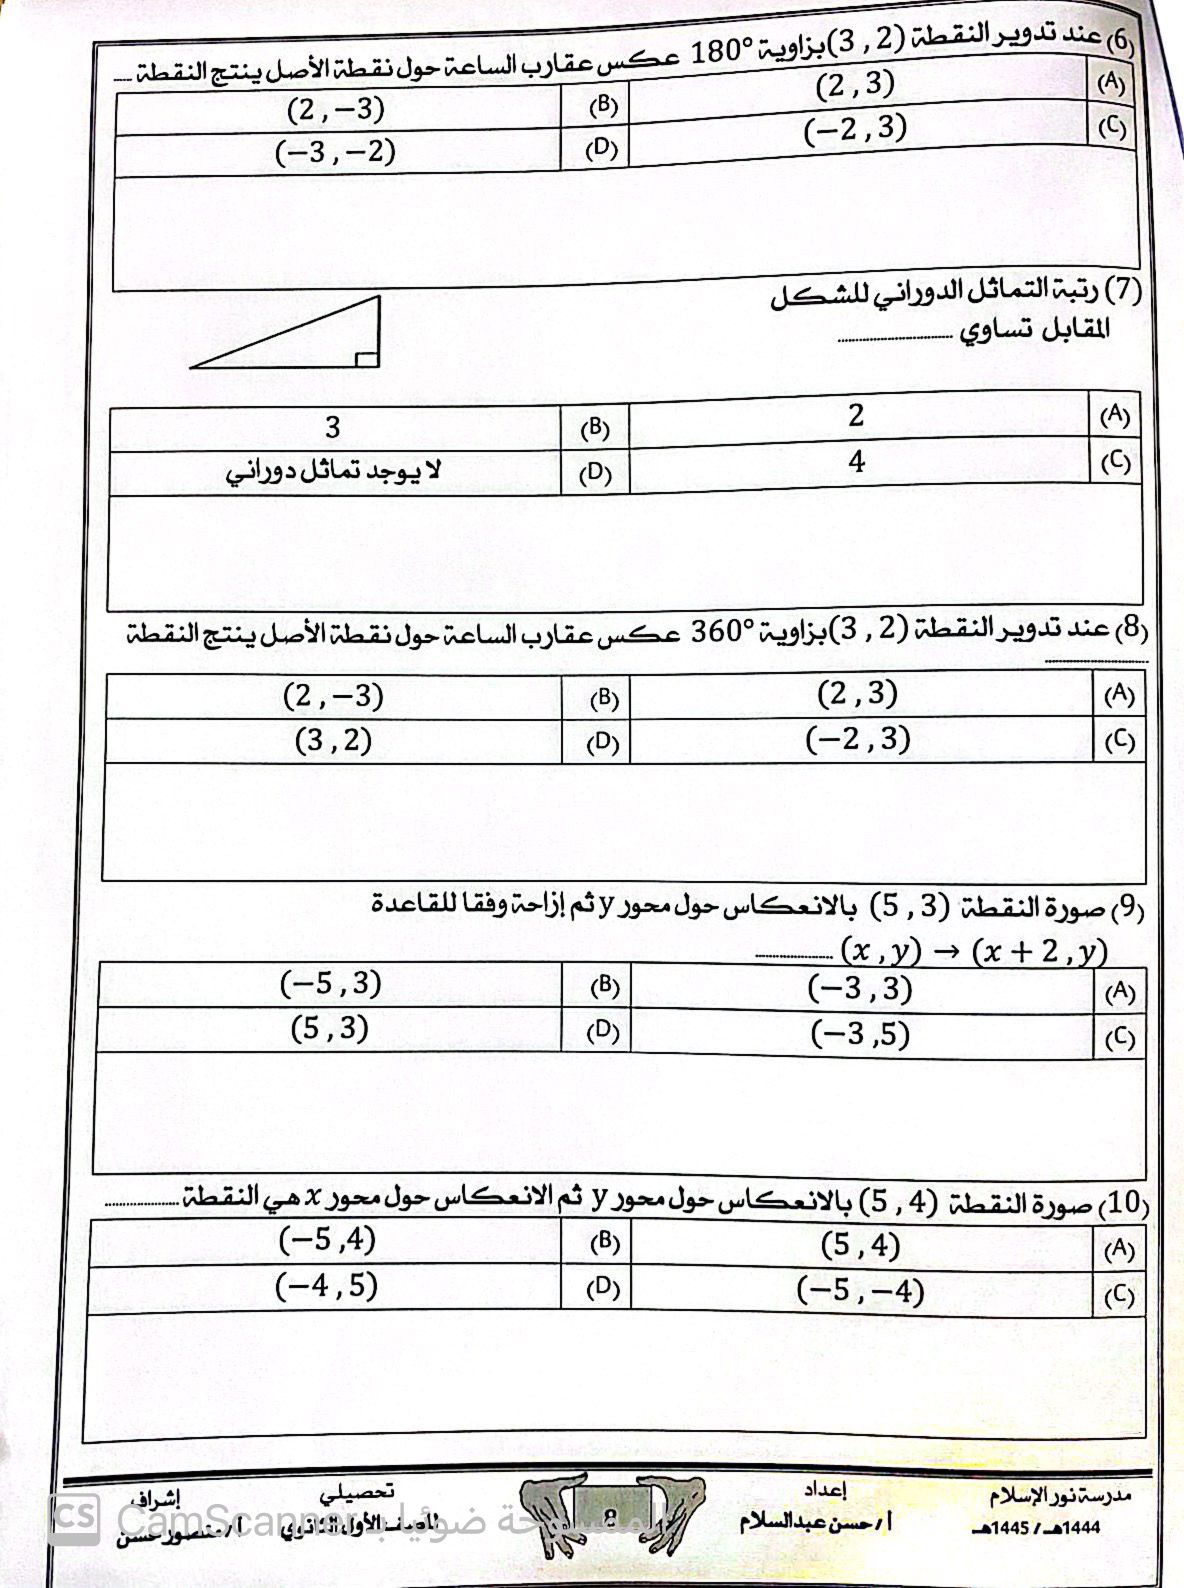 (6) عند تدوير النقطة (3 , 2) بزاوية 180° عكس عقارب الساعة حول نقطة الأصل ينتج النقطة ....
(A) (2 , 3) (B) (2 , −3)
(C) (−2 , 3) (D) (−3 , −2)
(7) رتبة التماثل الدوراني للشكل
المقابل تساوي ............
(A) 2 (B) 3
(C) 4 (D) لا يوجد تماثل دوراني
(8) عند تدوير النقطة (3 , 2) بزاوية 360° عكس عقارب الساعة حول نقطة الأصل ينتج النقطة
............
(A) (2 , 3) (B) (2 , −3)
(C) (−2 , 3) (D) (3 , 2)
(9) صورة النقطة (5 , 3) بالانعكاس حول محور y ثم إزاحة وفقا للقاعدة
(x , y) → (x + 2 , y) ............
(A) (−3 , 3) (B) (−5 , 3)
(C) (−3 ,5) (D) (5 , 3)
(10) صورة النقطة (5 , 4) بالانعكاس حول محور y ثم الانعكاس حول محور x هي النقطة ............
(A) (5 , 4) (B) (−5 ,4)
(C) (−5 , −4) (D) (−4 , 5)
مدرسة نور الإسلام إعداد تحصيلي إشراف
1444هـ / 1445هـ أ/ حسن عبدالسلام 8 للصف الأول الثانوي أ/ منصور حسن
CS الممسوحة ضوئيا بـ CamScanner